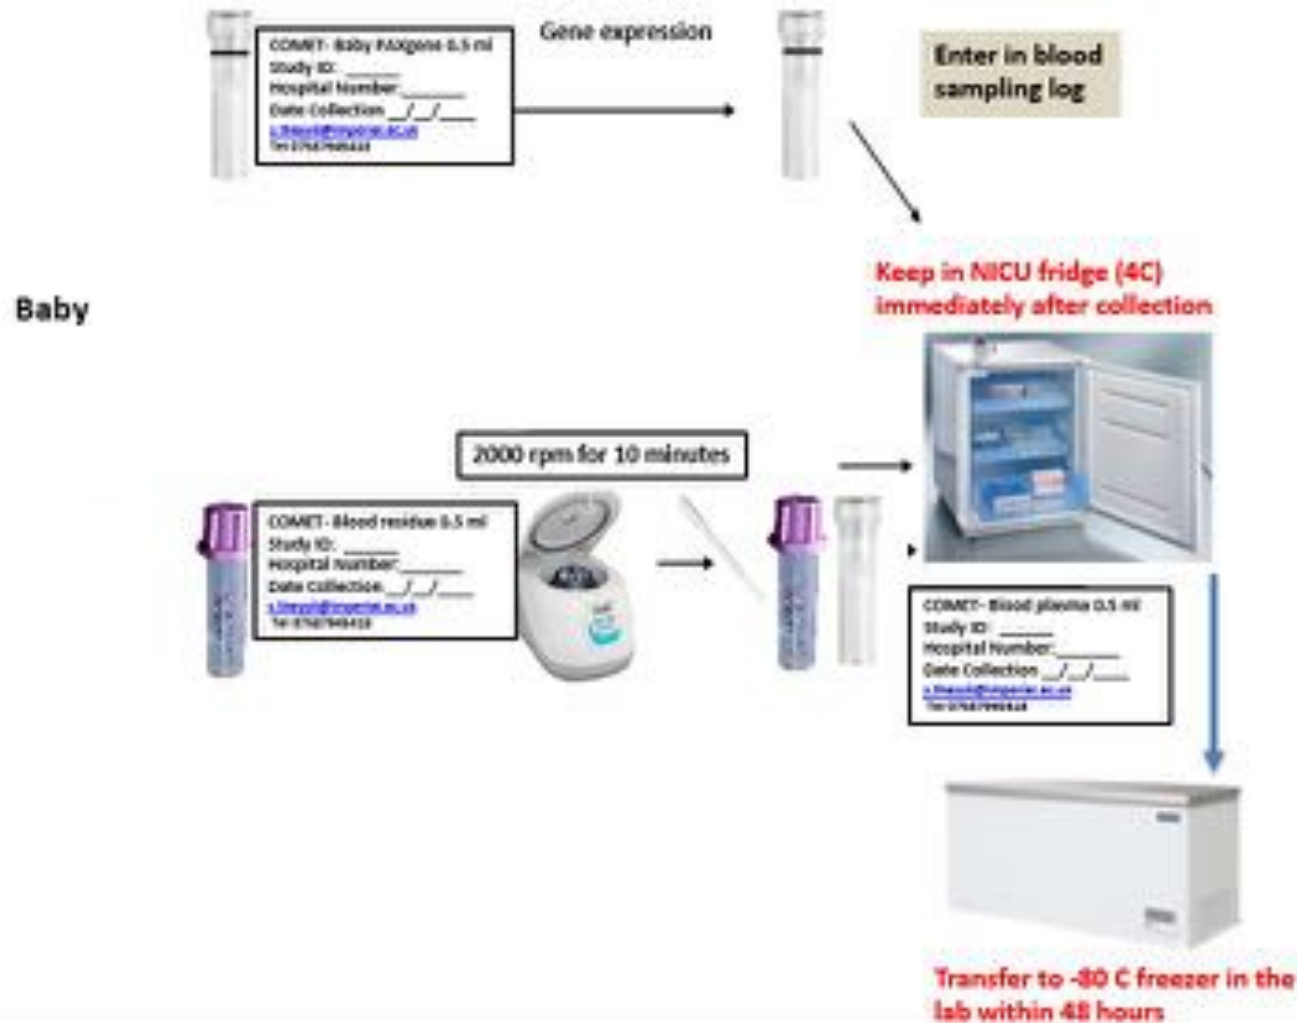 COMET- Baby PAXgene 0.5 ml
Study ID: ______
Hospital Number:_______
Date Collection __/__/____
Gene expression
Enter in blood
sampling log
Keep in NICU fridge (4C)
immediately after collection
Baby
2000 rpm for 10 minutes
COMET- Blood residue 0.5 ml
Study ID: ______
Hospital Number:_______
Date Collection __/__/____
COMET- Blood plasma 0.5 ml
Study ID: ______
Hospital Number:_______
Date Collection __/__/____
Transfer to -80 C freezer in the
lab within 48 hours